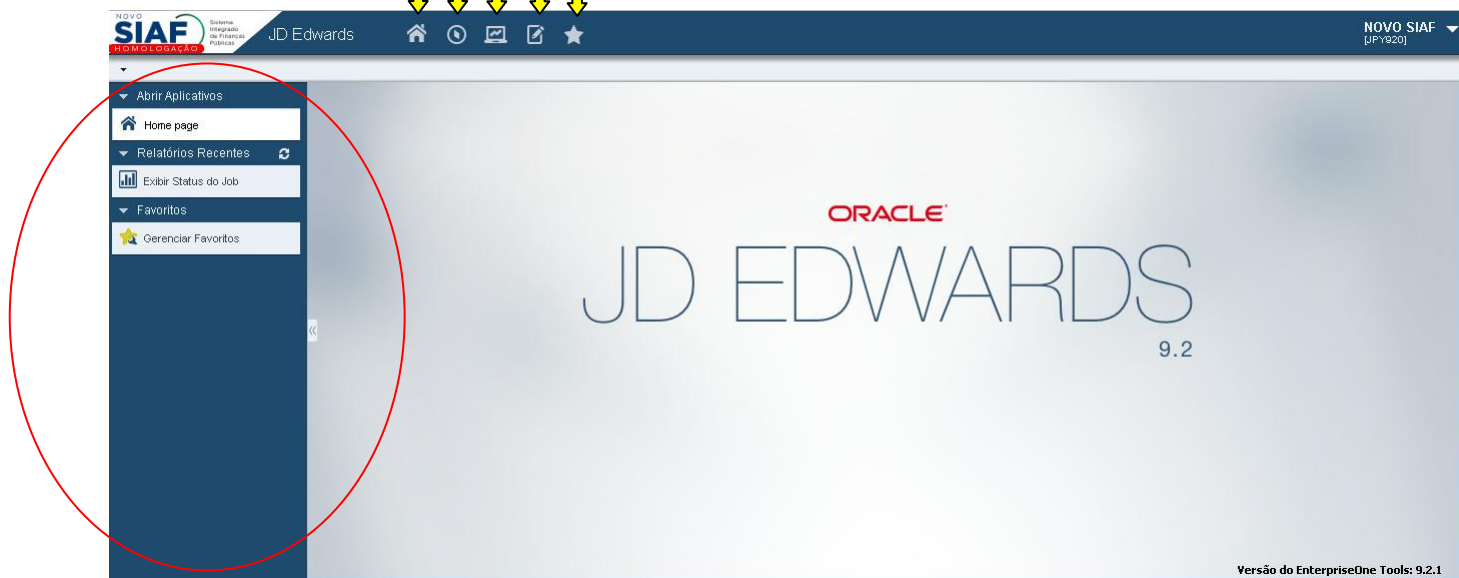 NOVO
SIAF
HOMOLOGAÇÃO
Sistema
Integrado
de Finanças
Públicas
JD Edwards
NOVO SIAF
[JPY920]
Abrir Aplicativos
Home page
Relatórios Recentes
Exibir Status do Job
Favoritos
Gerenciar Favoritos
ORACLE
JD EDWARDS
9.2
Versão do EnterpriseOne Tools: 9.2.1